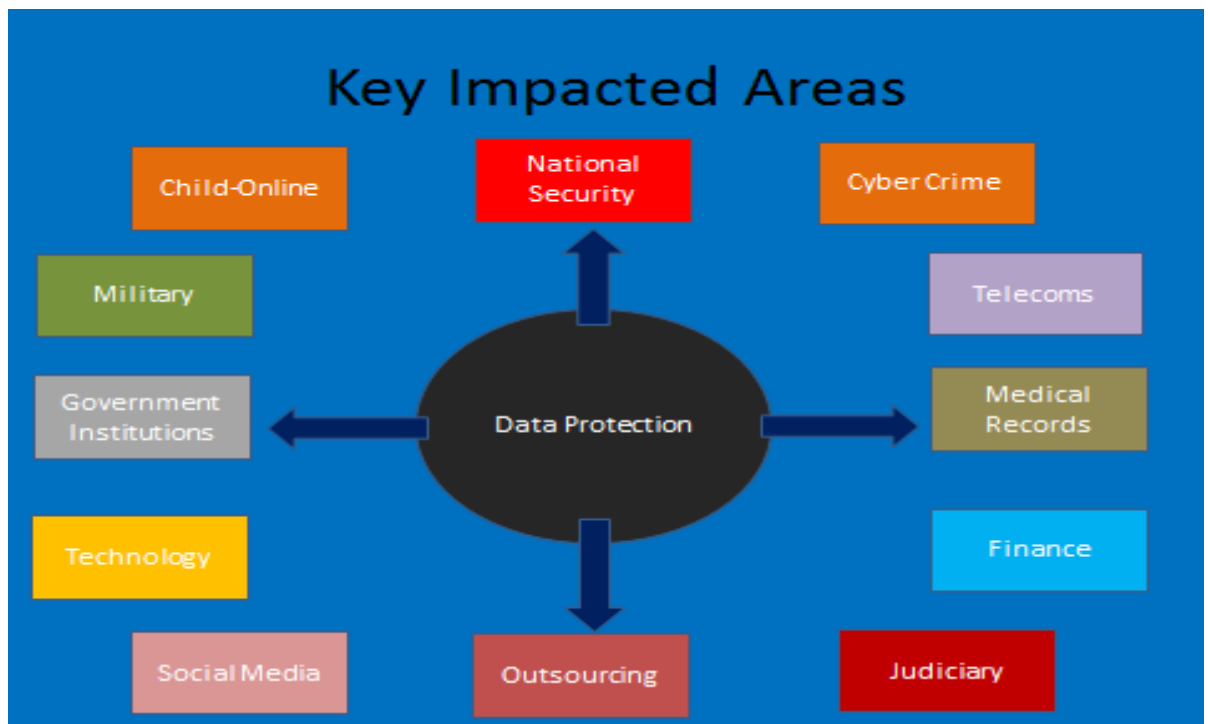 Key Impacted Areas
Child-Online
National
Security
Cyber Crime
Military
Telecoms
Government
Institutions
Data Protection
Medical
Records
Technology
Finance
Social Media
Outsourcing
Judiciary